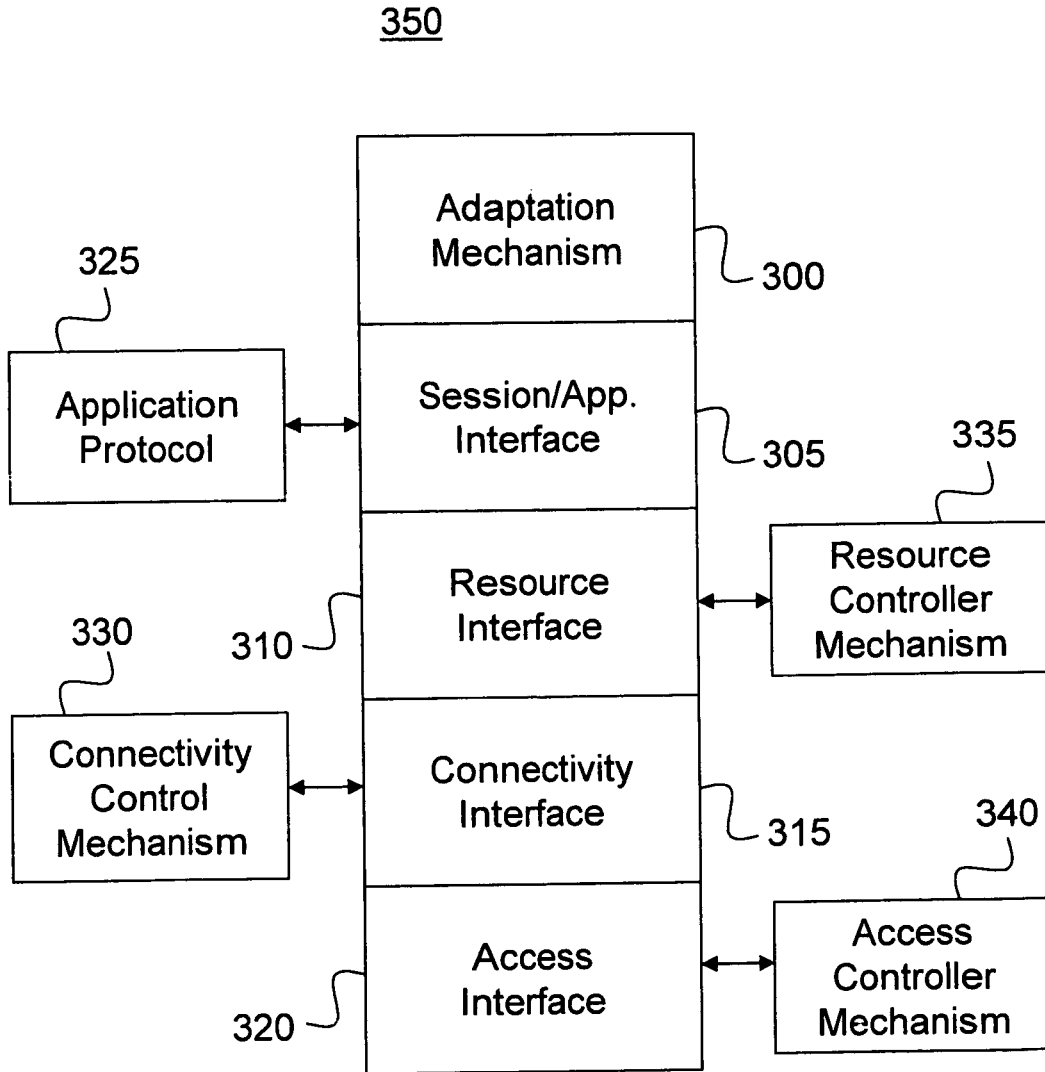 350
Adaptation
Mechanism
300
325
Application
Protocol
Session/App.
Interface
305
335
Resource
Controller
Mechanism
Resource
Interface
310
330
Connectivity
Control
Mechanism
Connectivity
Interface
315
340
Access
Controller
Mechanism
Access
Interface
320